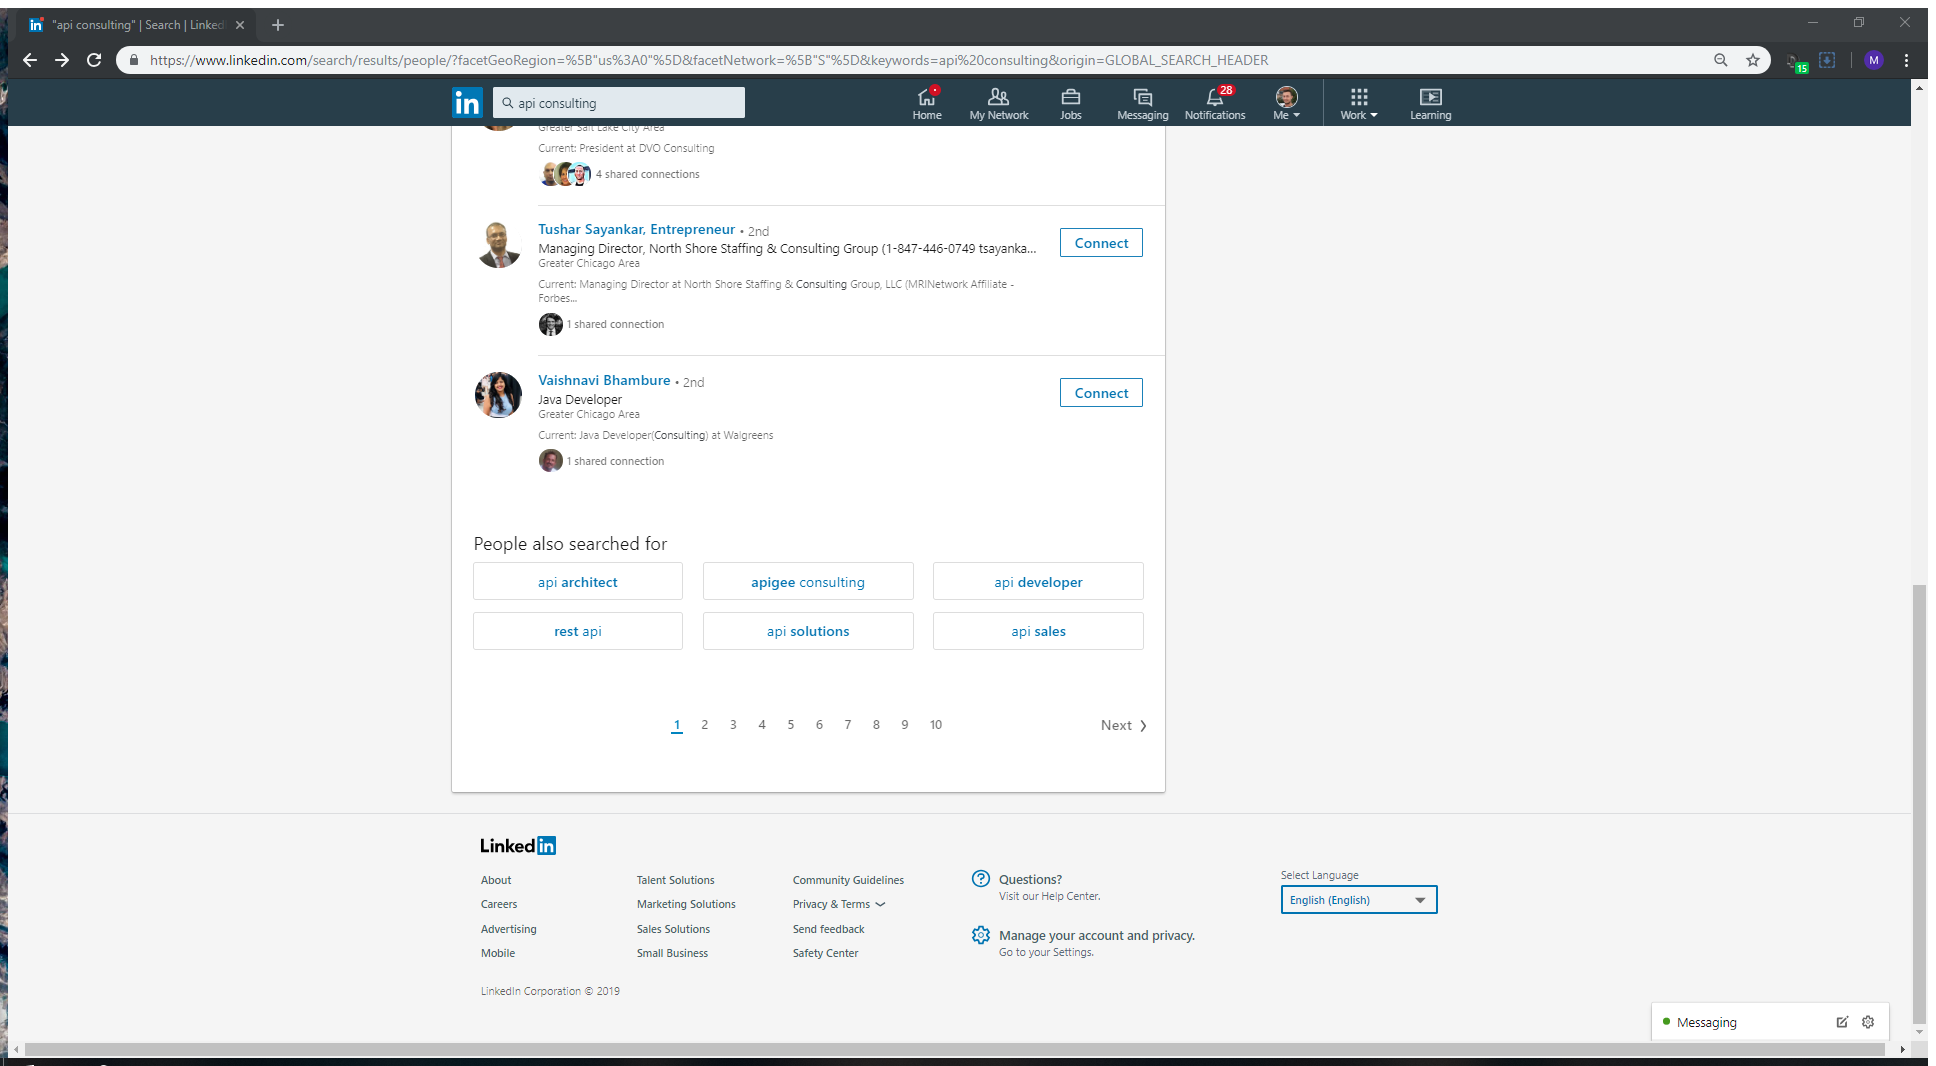 "api consulting" | Search | Linked
https://www.linkedin.com/search/results/people/?facetGeoRegion=%5B"us%3A0"%5D&facetNetwork=%5B"S"%5D&keywords=api%20consulting&origin=GLOBAL_SEARCH_HEADER
15
M
in
api consulting
28
Home
My Network
Jobs
Messaging
Notifications
Me
Work
Learning
Greater Salt Lake City Area
Current: President at DVO Consulting
4 shared connections
Tushar Sayankar, Entrepreneur • 2nd
Connect
Managing Director, North Shore Staffing & Consulting Group (1-847-446-0749 tsayanka...
Greater Chicago Area
Current: Managing Director at North Shore Staffing & Consulting Group, LLC (MRINetwork Affiliate -
Forbes...
1 shared connection
Vaishnavi Bhambure • 2nd
Connect
Java Developer
Greater Chicago Area
Current: Java Developer(Consulting) at Walgreens
1 shared connection
People also searched for
api architect
apigee consulting
api developer
rest api
api solutions
api sales
1 2 3 4 5 6 7 8 9 10
Next
Linked in
About
Talent Solutions
Community Guidelines
Careers
Marketing Solutions
Privacy & Terms
Advertising
Sales Solutions
Send feedback
Mobile
Small Business
Safety Center
Questions?
Visit our Help Center.
Manage your account and privacy.
Go to your Settings.
Select Language
English (English)
LinkedIn Corporation © 2019
Messaging